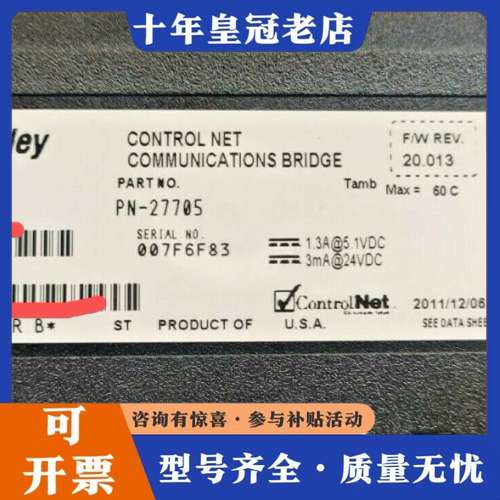 十年皇冠老店
ley
CONTROL NET
COMMUNICATIONS BRIDGE
F/W REV.
20.013
PART NO.
Tamb Max = 60 C
PN-27705
SERIAL NO.
007F6F83
1.3A@5.1VDC
3mA@24VDC
ControlNet
2011/12/06
R B*
ST
PRODUCT OF U.S.A.
SEE DATA SHEE
可开票
咨询有惊喜·参与补贴活动
型号齐全·质量无忧